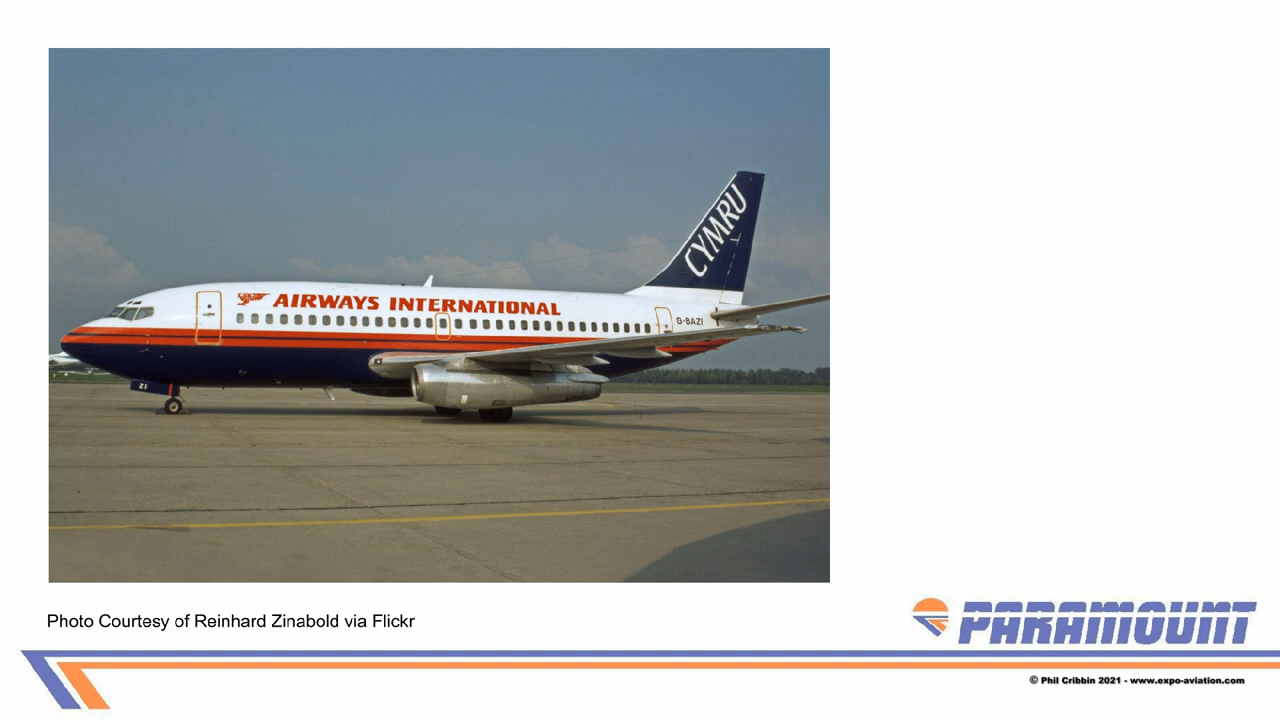 CYMRU
AIRWAYS INTERNATIONAL
G-BAZI
ZI
Photo Courtesy of Reinhard Zinabold via Flickr
PARAMOUNT
© Phil Cribbin 2021 - www.expo-aviation.com